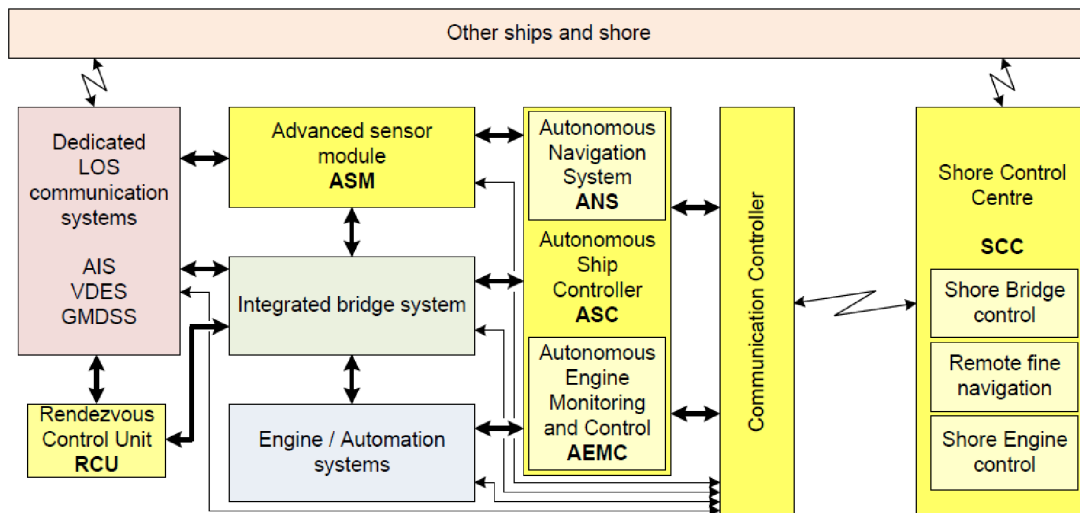 Other ships and shore
Dedicated
LOS
communication
systems
AIS
VDES
GMDSS
Rendezvous
Control Unit
RCU
Advanced sensor
module
ASM
Integrated bridge system
Engine / Automation
systems
Autonomous
Navigation
System
ANS
Autonomous
Ship
Controller
ASC
Autonomous
Engine
Monitoring
and Control
AEMC
Communication Controller
Shore Control
Centre
SCC
Shore Bridge
control
Remote fine
navigation
Shore Engine
control